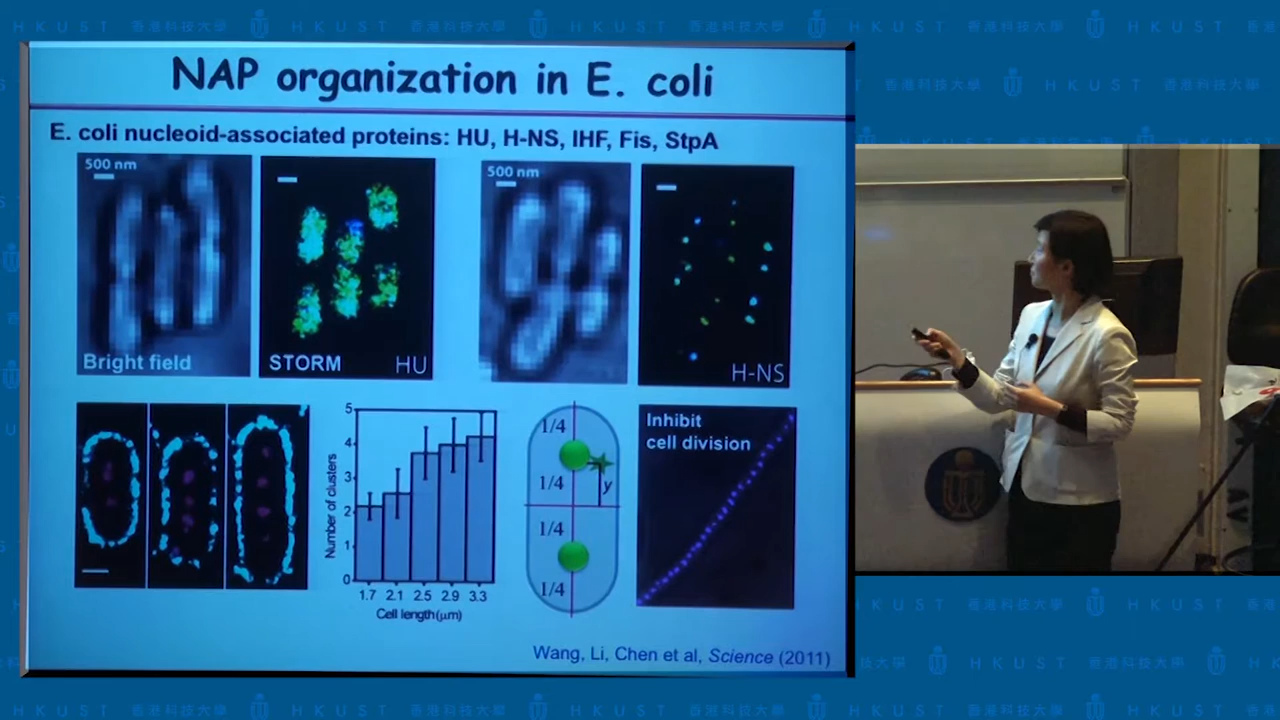 HKUST 香港科技大學
NAP organization in E. coli
E. coli nucleoid-associated proteins: HU, H-NS, IHF, Fis, StpA
500 nm
Bright field
STORM
HU
500 nm
H-NS
Number of clusters
5
4
3
2
1
0
1.7 2.1 2.5 2.9 3.3
Cell length (μm)
1/4
1/4
y
1/4
1/4
Inhibit
cell division
Wang, Li, Chen et al, Science (2011)